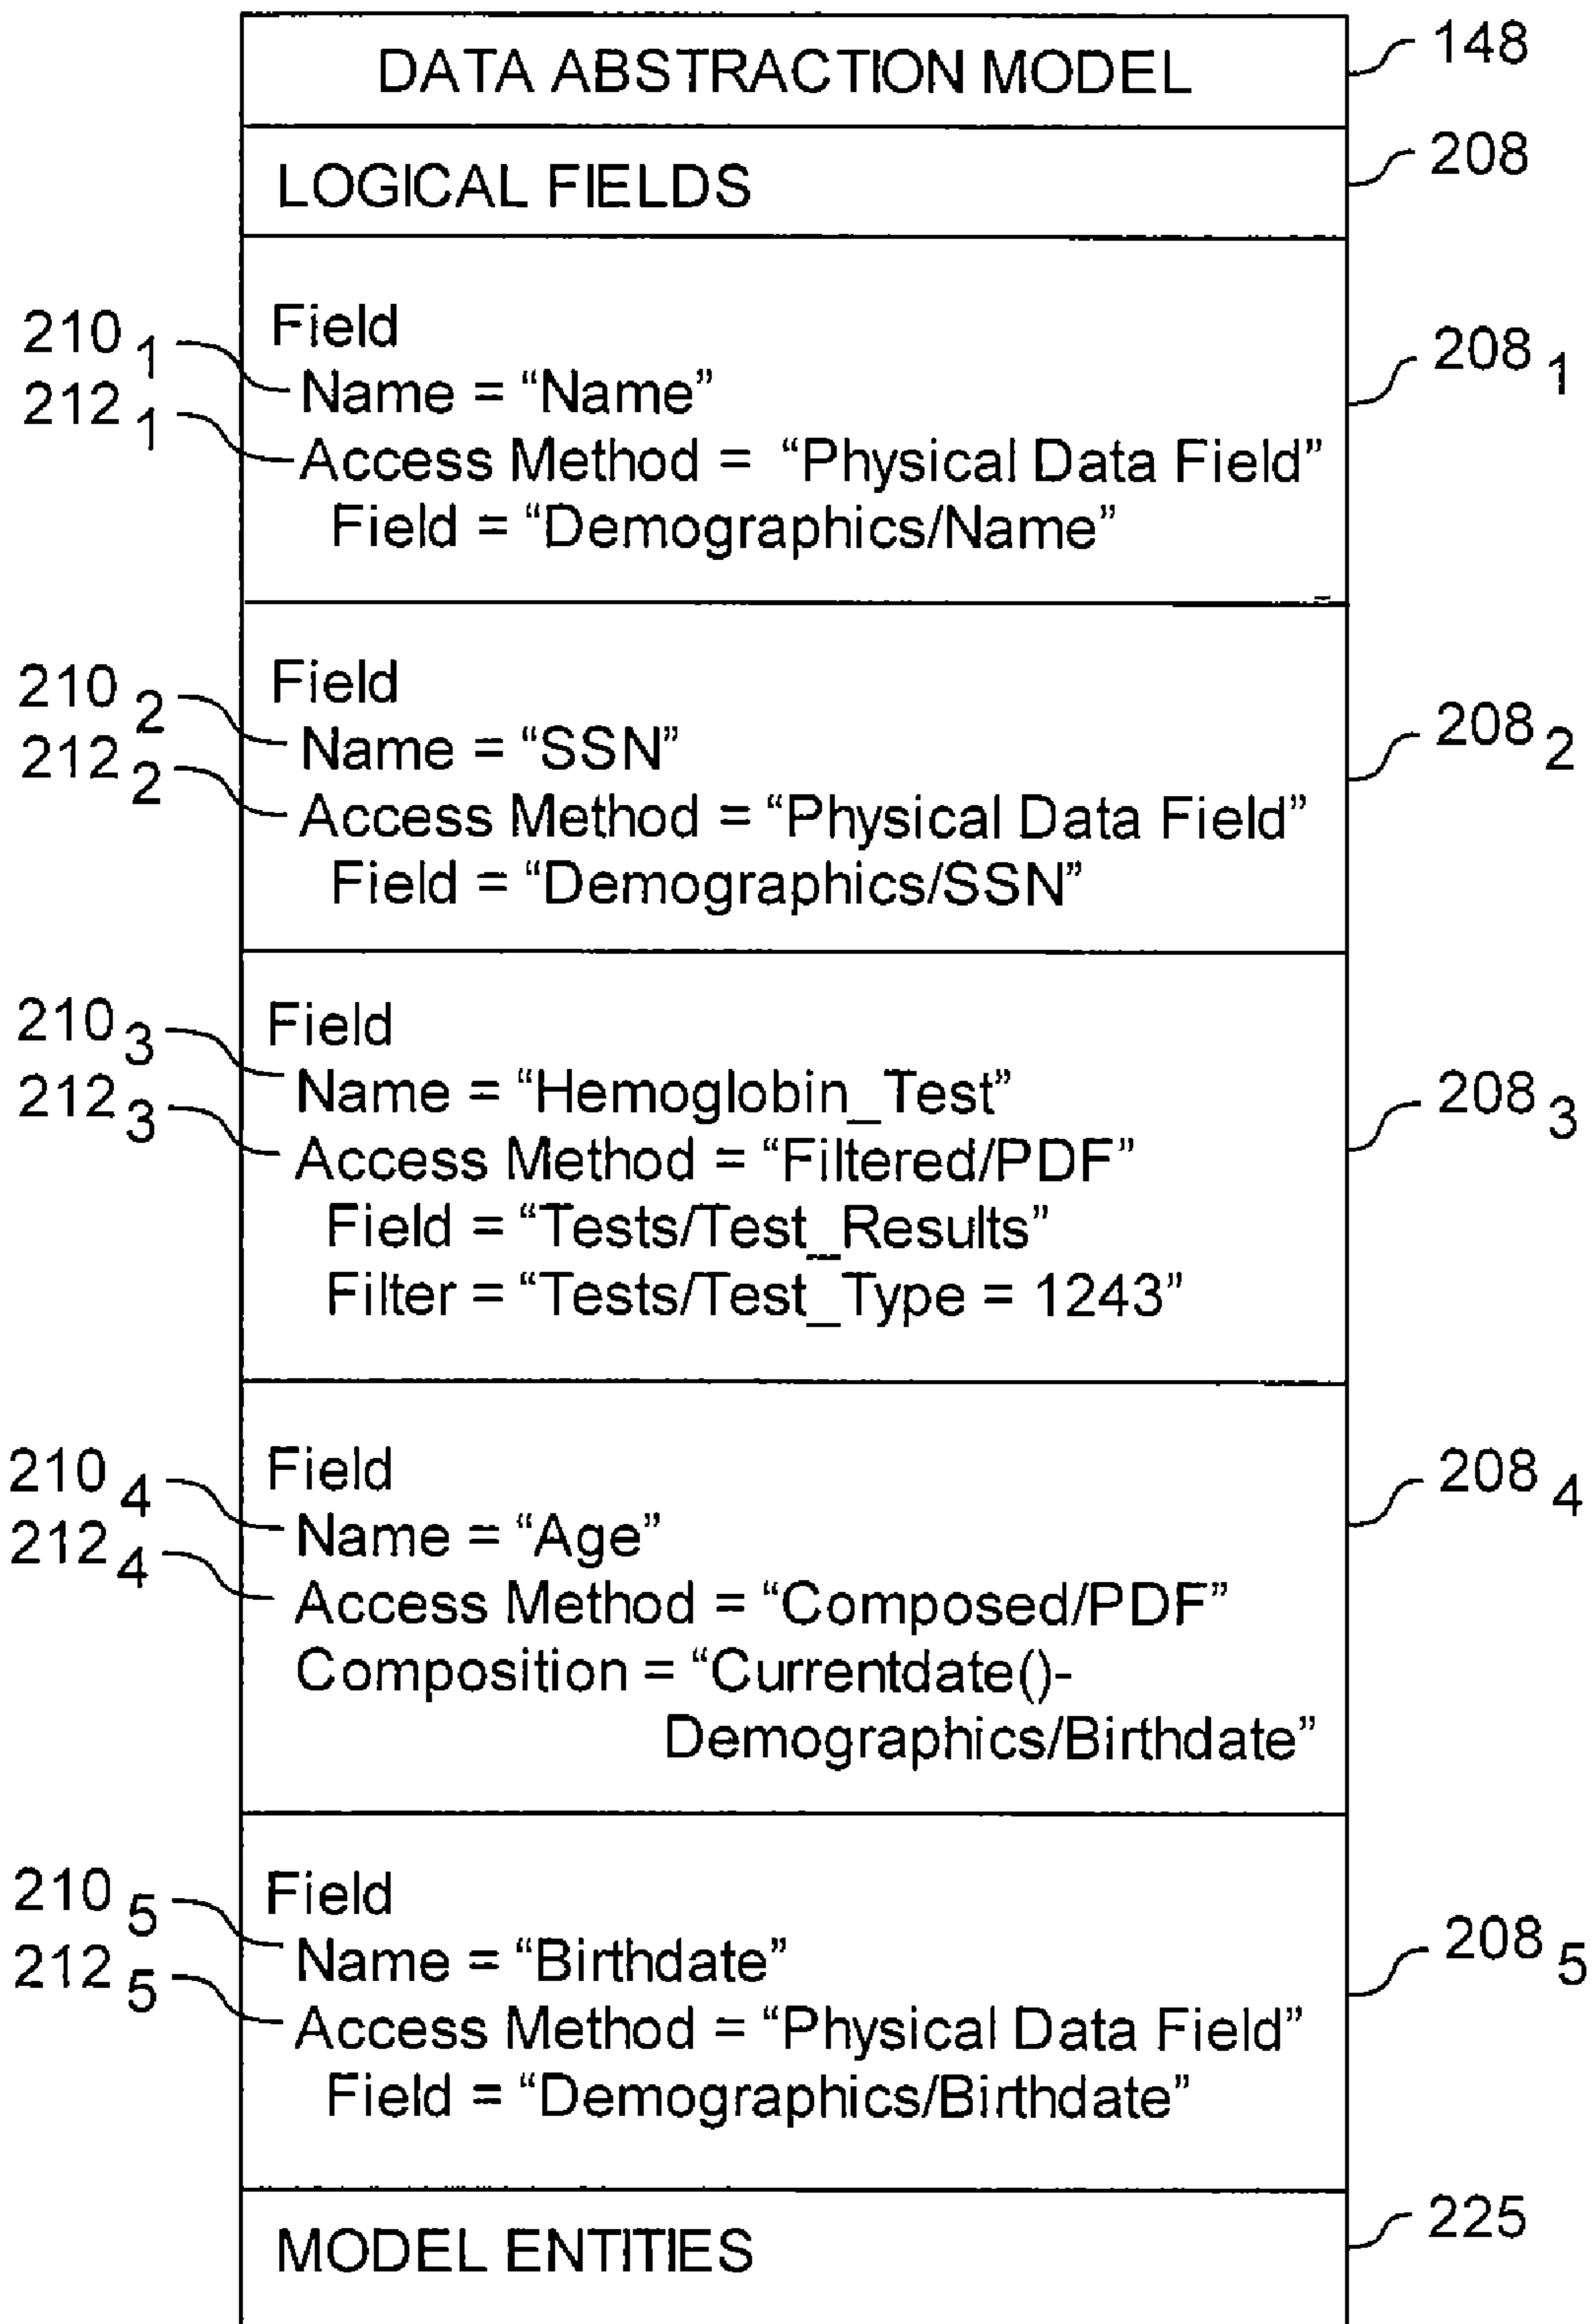 DATA ABSTRACTION MODEL
148
LOGICAL FIELDS
208
Field
210 1
Name = “Name”
208 1
212 1
Access Method = “Physical Data Field”
Field = “Demographics/Name”
Field
210 2
Name = “SSN”
208 2
212 2
Access Method = “Physical Data Field”
Field = “Demographics/SSN”
Field
210 3
Name = “Hemoglobin_Test”
208 3
212 3
Access Method = “Filtered/PDF”
Field = “Tests/Test_Results”
Filter = “Tests/Test_Type = 1243”
Field
210 4
Name = “Age”
208 4
212 4
Access Method = “Composed/PDF”
Composition = “Currentdate()-
Demographics/Birthdate”
Field
210 5
Name = “Birthdate”
208 5
212 5
Access Method = “Physical Data Field”
Field = “Demographics/Birthdate”
MODEL ENTITIES
225